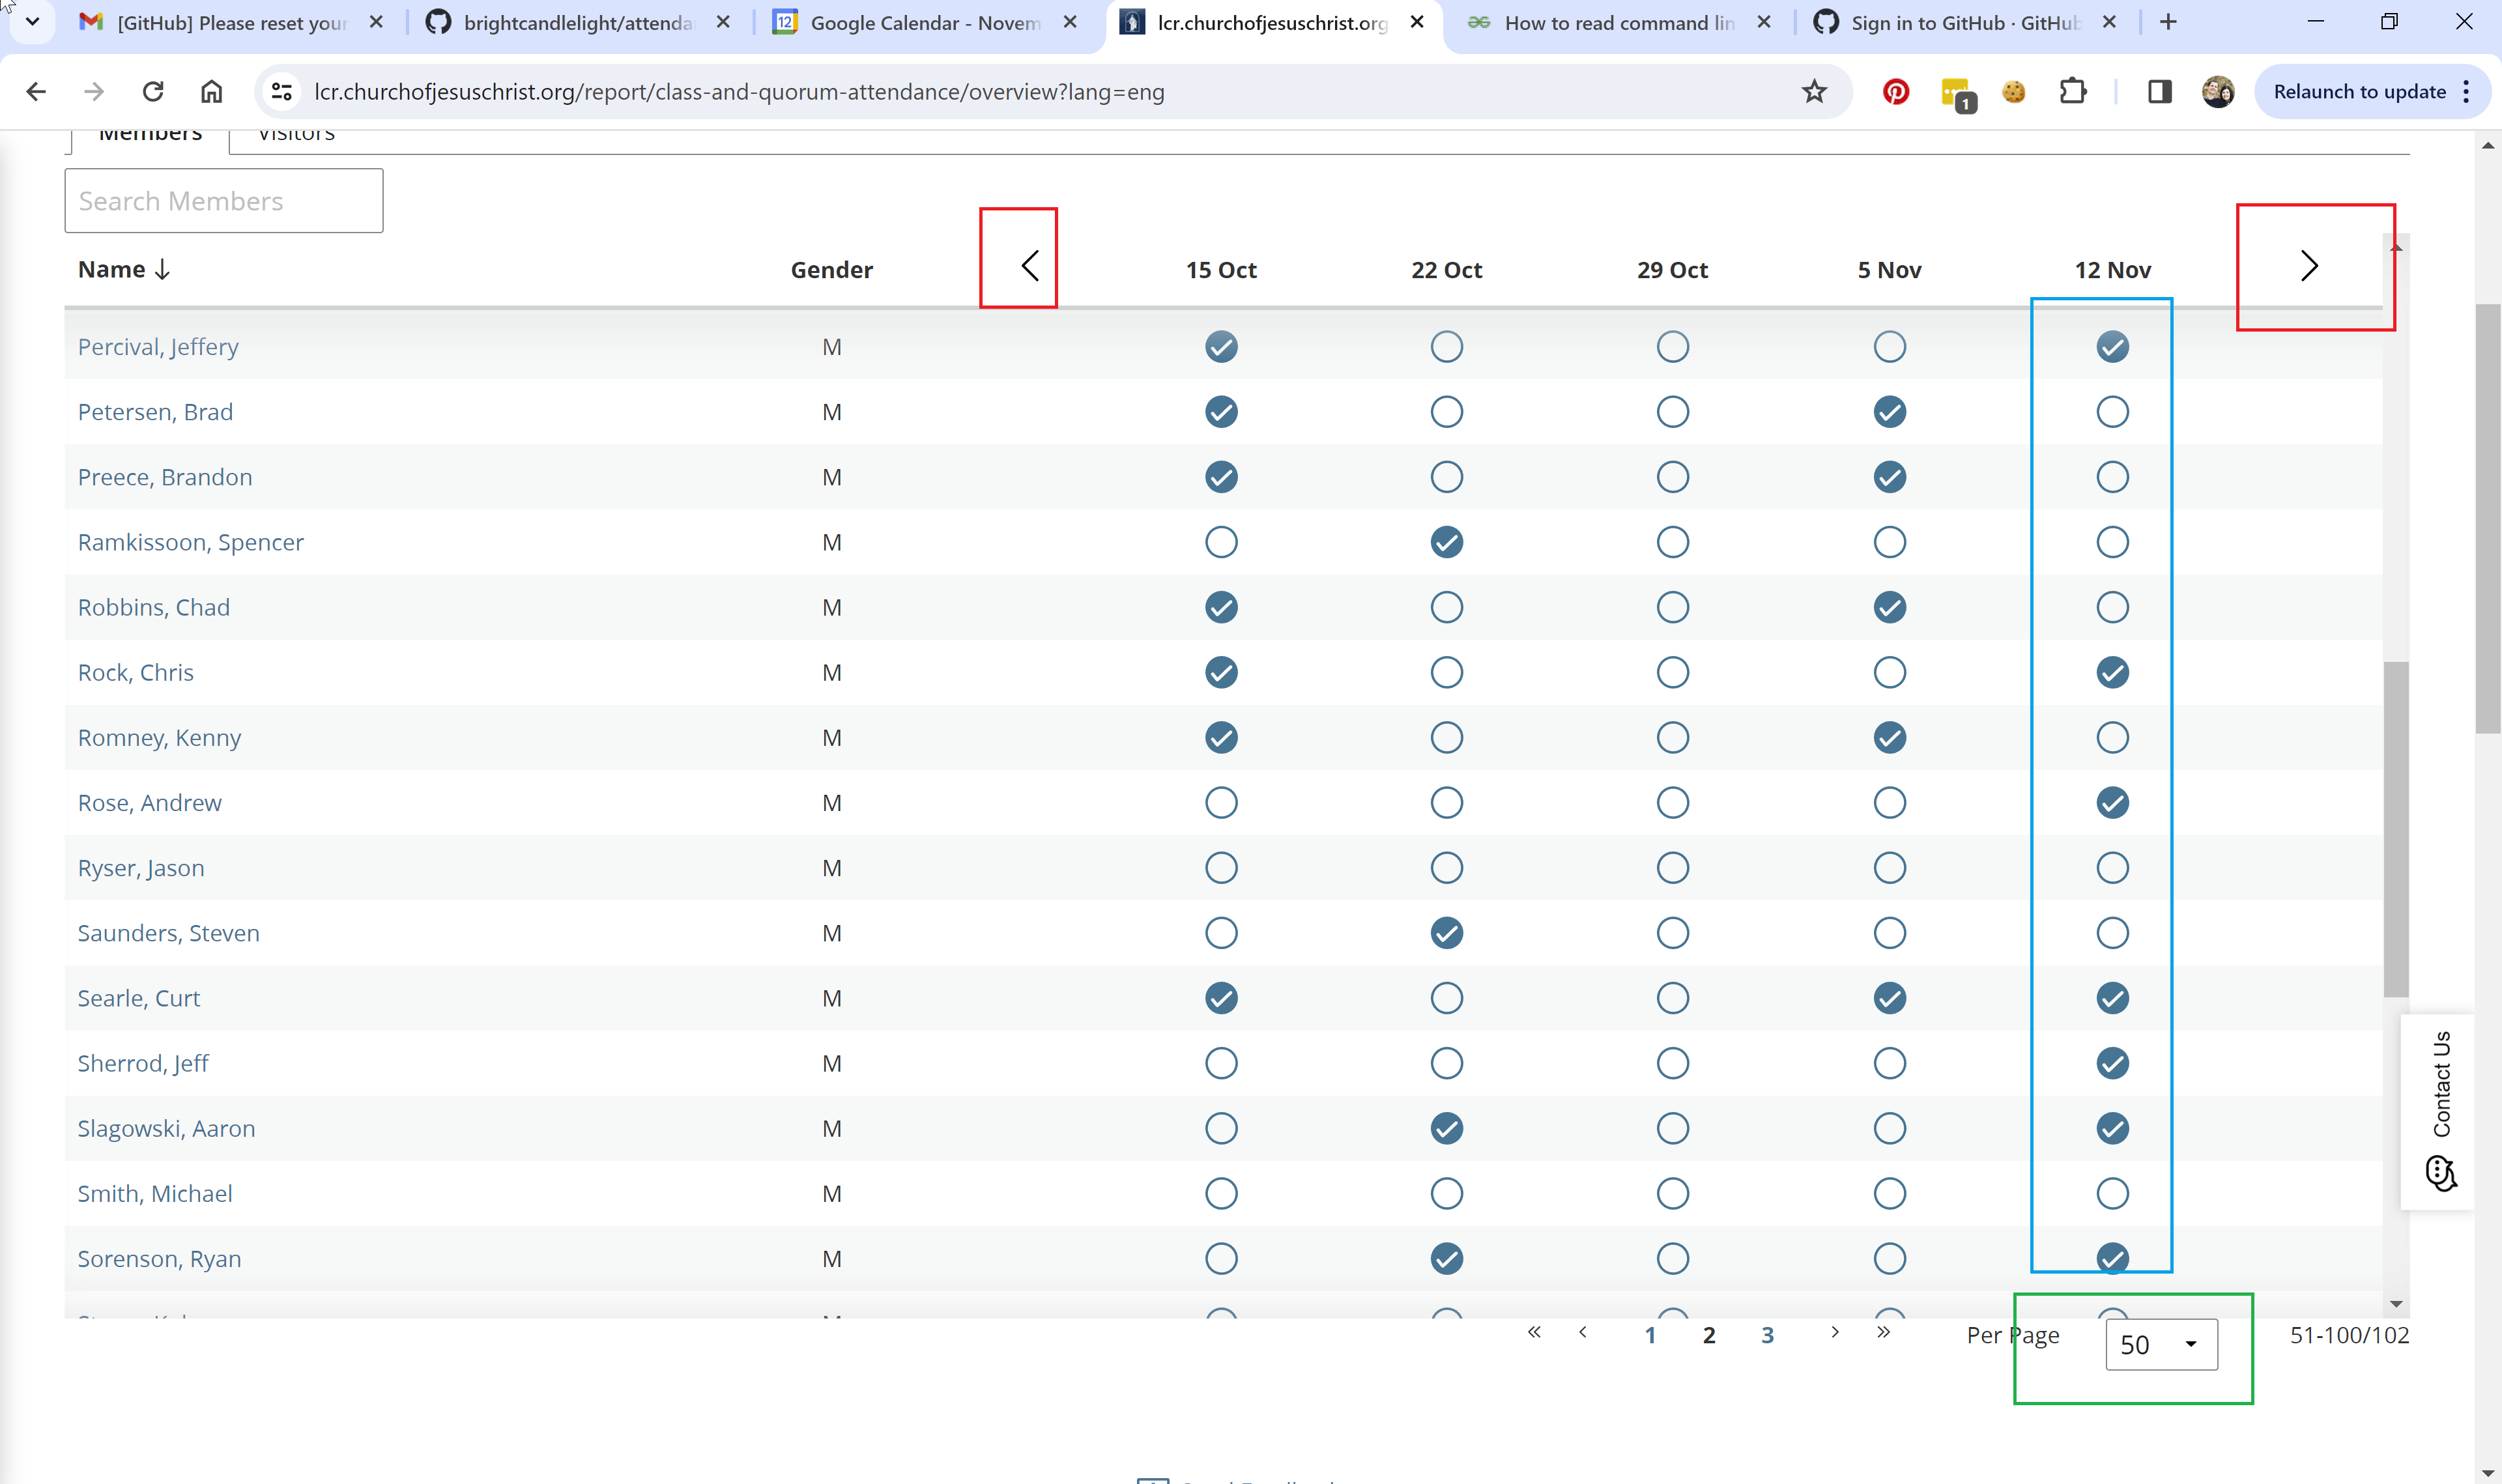 [GitHub] Please reset your
brightcandlelight/attenda
12
Google Calendar - Novem
lcr.churchofjesuschrist.org
How to read command lin
Sign in to GitHub · GitHub
lcr.churchofjesuschrist.org/report/class-and-quorum-attendance/overview?lang=eng
1
Relaunch to update
Members
Visitors
Search Members
Name Gender 15 Oct 22 Oct 29 Oct 5 Nov 12 Nov
Percival, Jeffery M
Petersen, Brad M
Preece, Brandon M
Ramkissoon, Spencer M
Robbins, Chad M
Rock, Chris M
Romney, Kenny M
Rose, Andrew M
Ryser, Jason M
Saunders, Steven M
Searle, Curt M
Sherrod, Jeff M
Slagowski, Aaron M
Smith, Michael M
Sorenson, Ryan M
« ‹ 1 2 3 › » Per Page 50 51-100/102
Contact Us